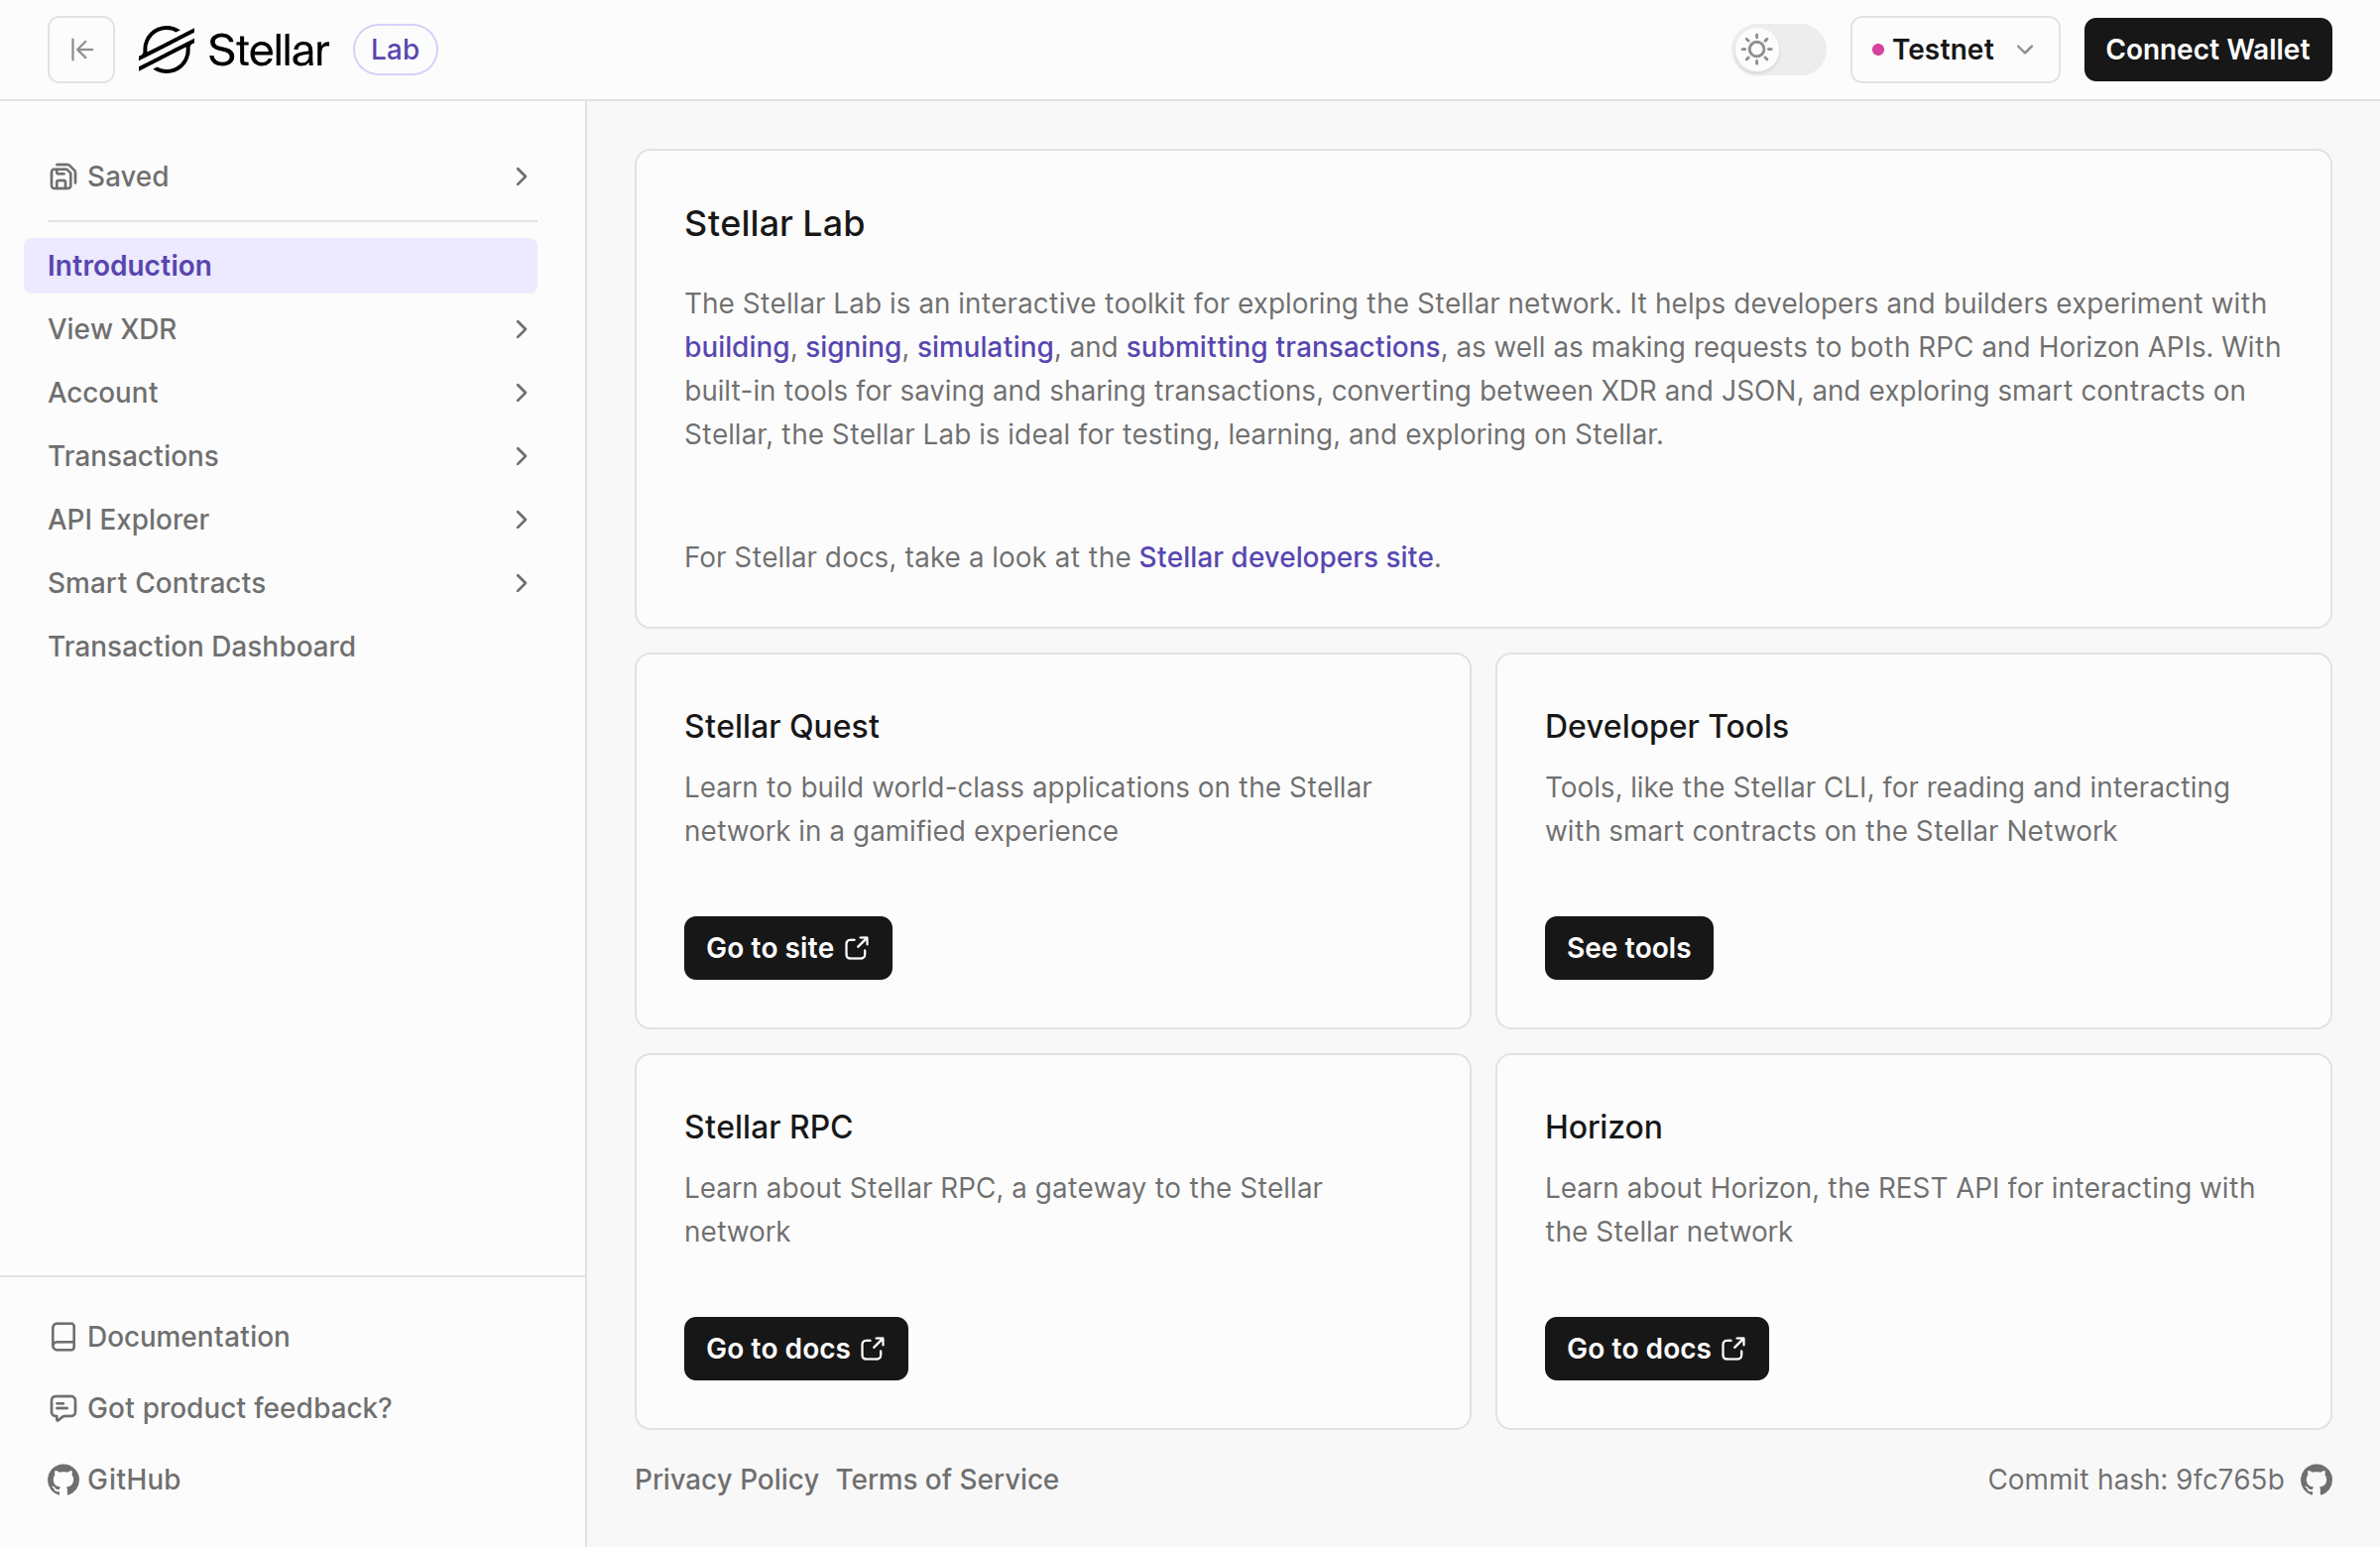 Stellar Lab
Testnet
Connect Wallet
Saved
Introduction
View XDR
Account
Transactions
API Explorer
Smart Contracts
Transaction Dashboard
Documentation
Got product feedback?
GitHub
Stellar Lab
The Stellar Lab is an interactive toolkit for exploring the Stellar network. It helps developers and builders experiment with
building, signing, simulating, and submitting transactions, as well as making requests to both RPC and Horizon APIs. With
built-in tools for saving and sharing transactions, converting between XDR and JSON, and exploring smart contracts on
Stellar, the Stellar Lab is ideal for testing, learning, and exploring on Stellar.
For Stellar docs, take a look at the Stellar developers site.
Stellar Quest
Learn to build world-class applications on the Stellar
network in a gamified experience
Go to site
Developer Tools
Tools, like the Stellar CLI, for reading and interacting
with smart contracts on the Stellar Network
See tools
Stellar RPC
Learn about Stellar RPC, a gateway to the Stellar
network
Go to docs
Horizon
Learn about Horizon, the REST API for interacting with
the Stellar network
Go to docs
Privacy Policy Terms of Service
Commit hash: 9fc765b